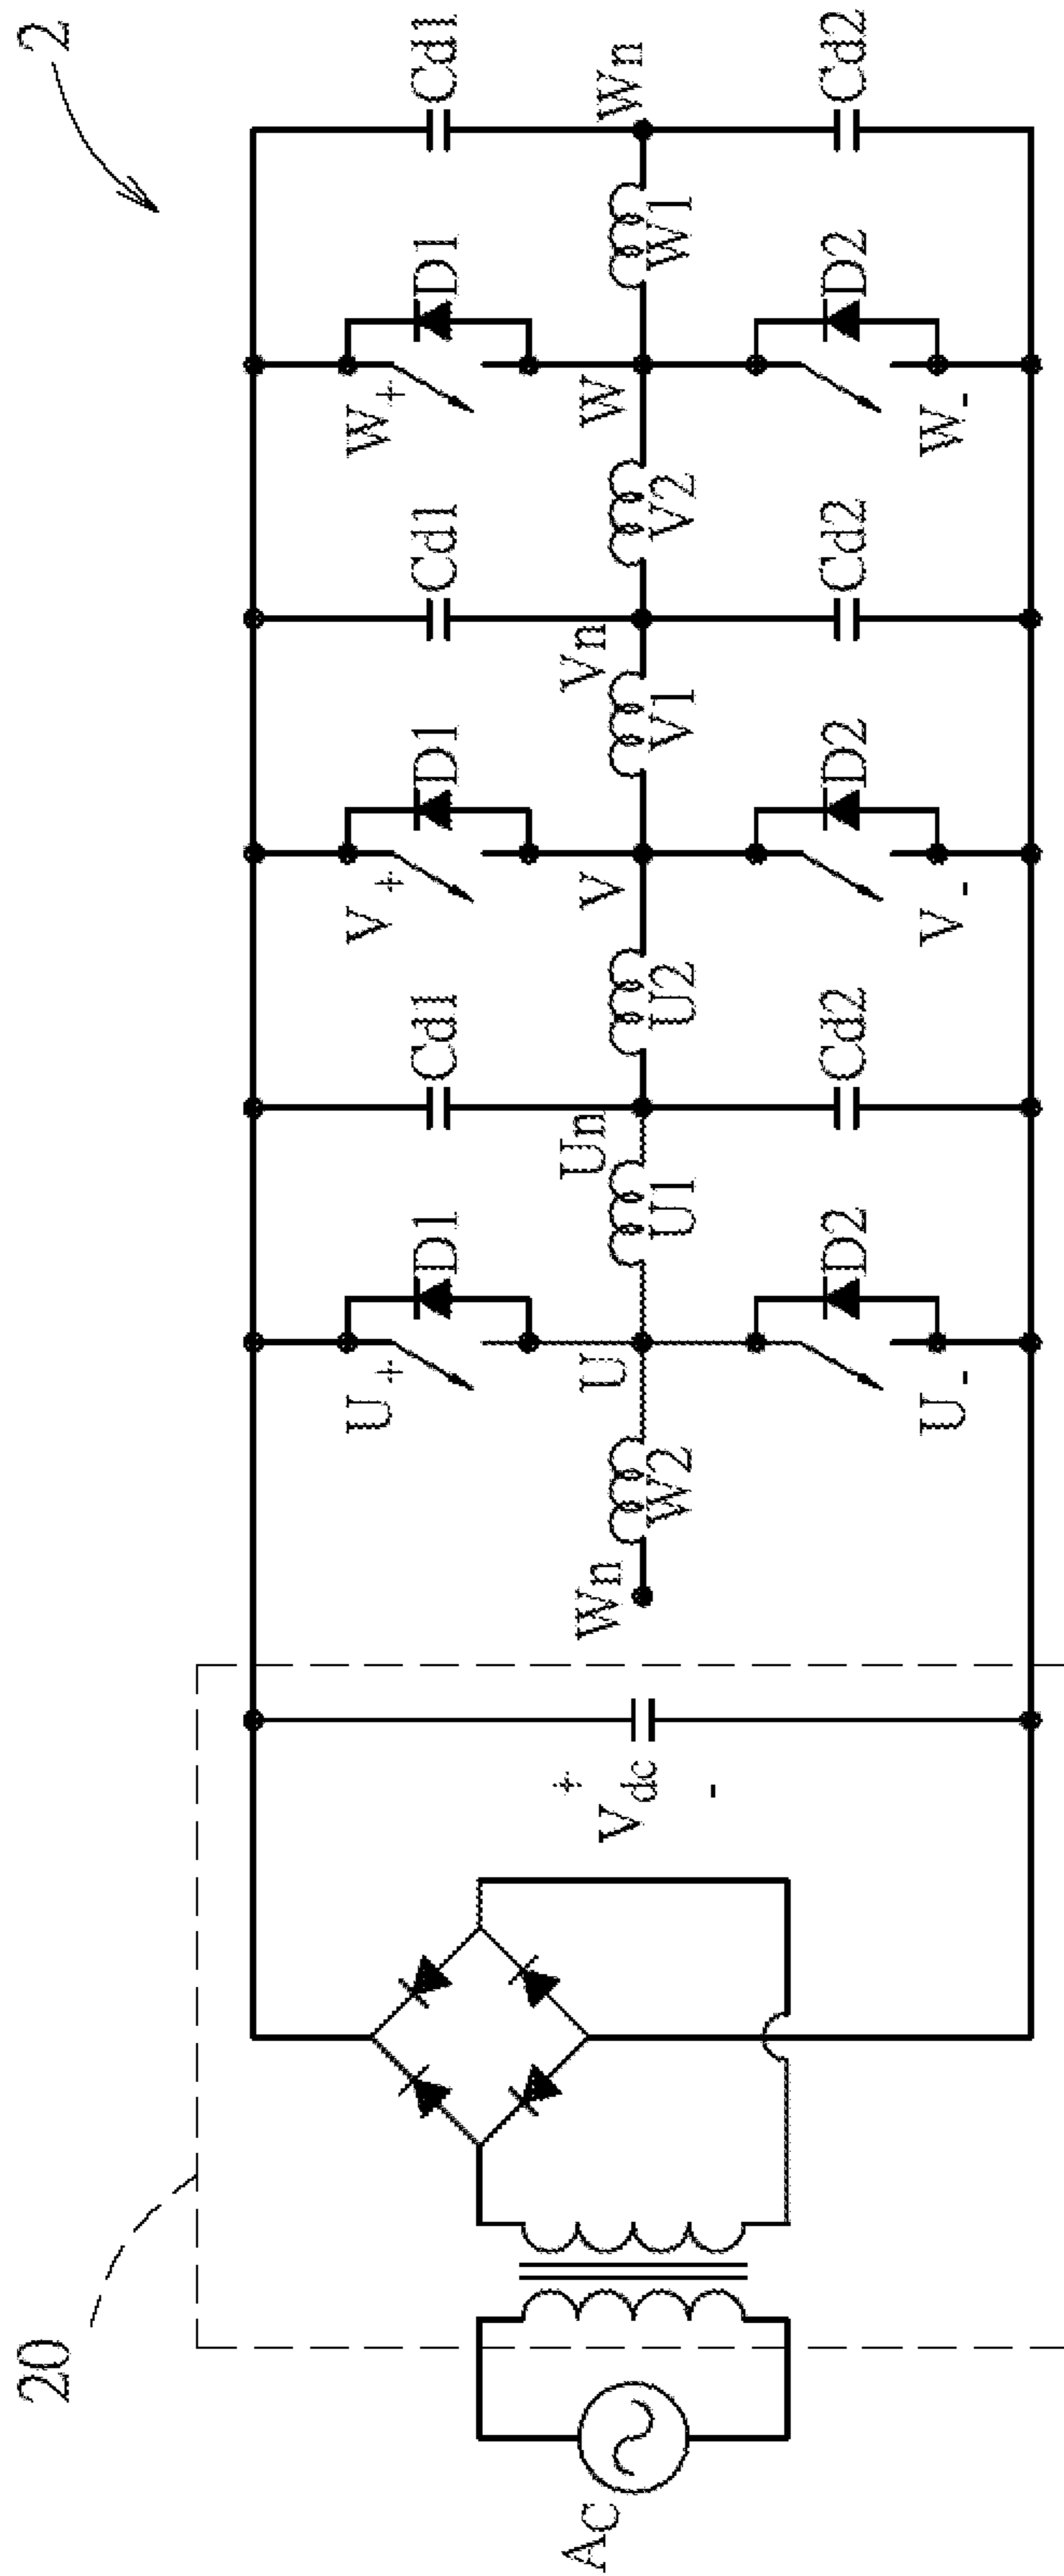 2
20
Cd1
Cd1
Cd1
D1
D1
D1
U+
V+
W+
Ac
+
Vdc
-
Wn
W2
U
U1
Un
U2
V
V1
Vn
V2
W
W1
Wn
U-
V-
W-
D2
D2
D2
Cd2
Cd2
Cd2